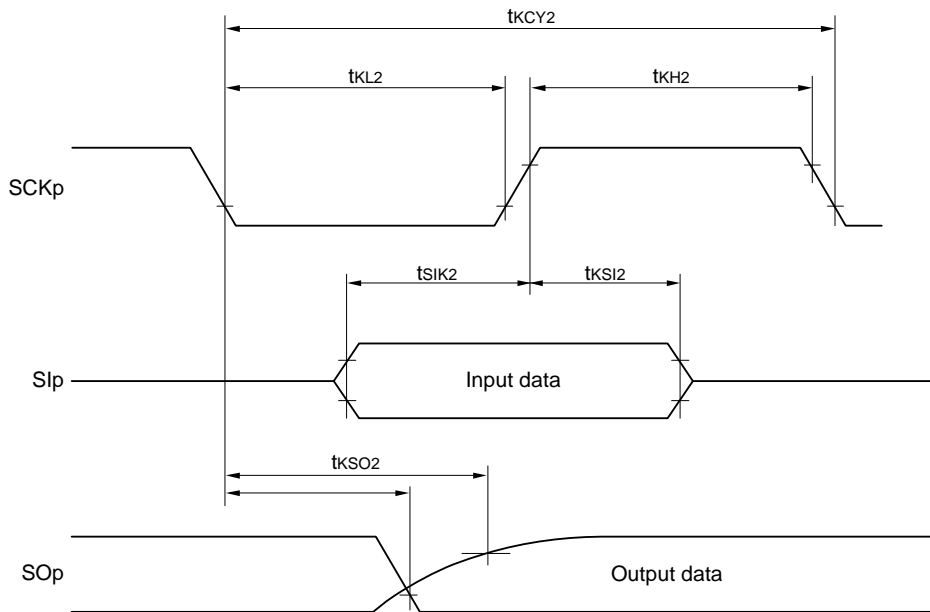 tKCY2
tKL2
tKH2
SCKp
tSIK2
tKSI2
SIp
Input data
tKSO2
SOp
Output data